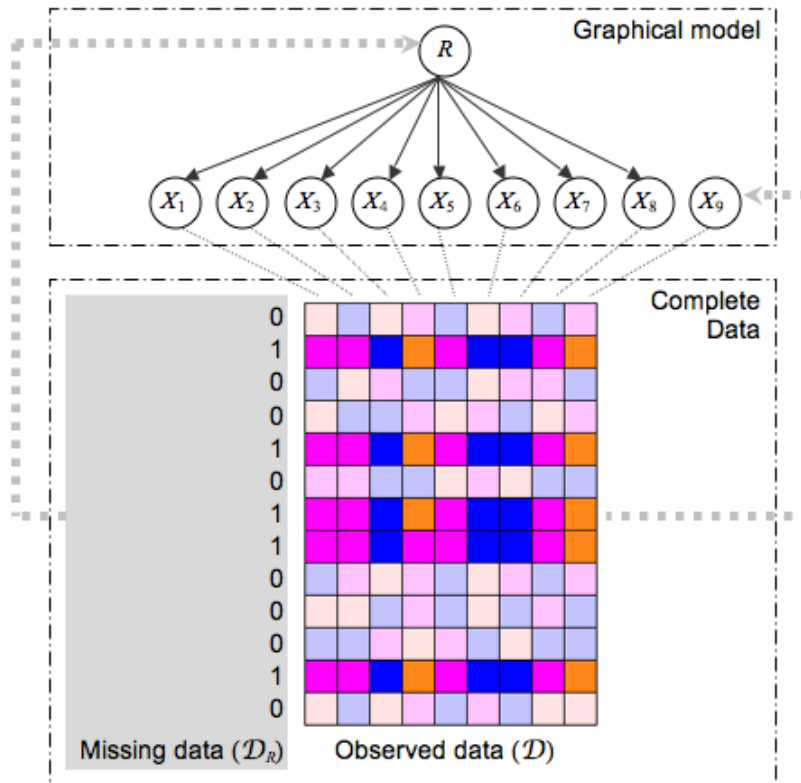 Graphical model
R
X1 X2 X3 X4 X5 X6 X7 X8 X9
Complete
Data
0
1
0
0
1
0
1
1
0
0
0
1
0
Missing data (𝒟R) Observed data (𝒟)